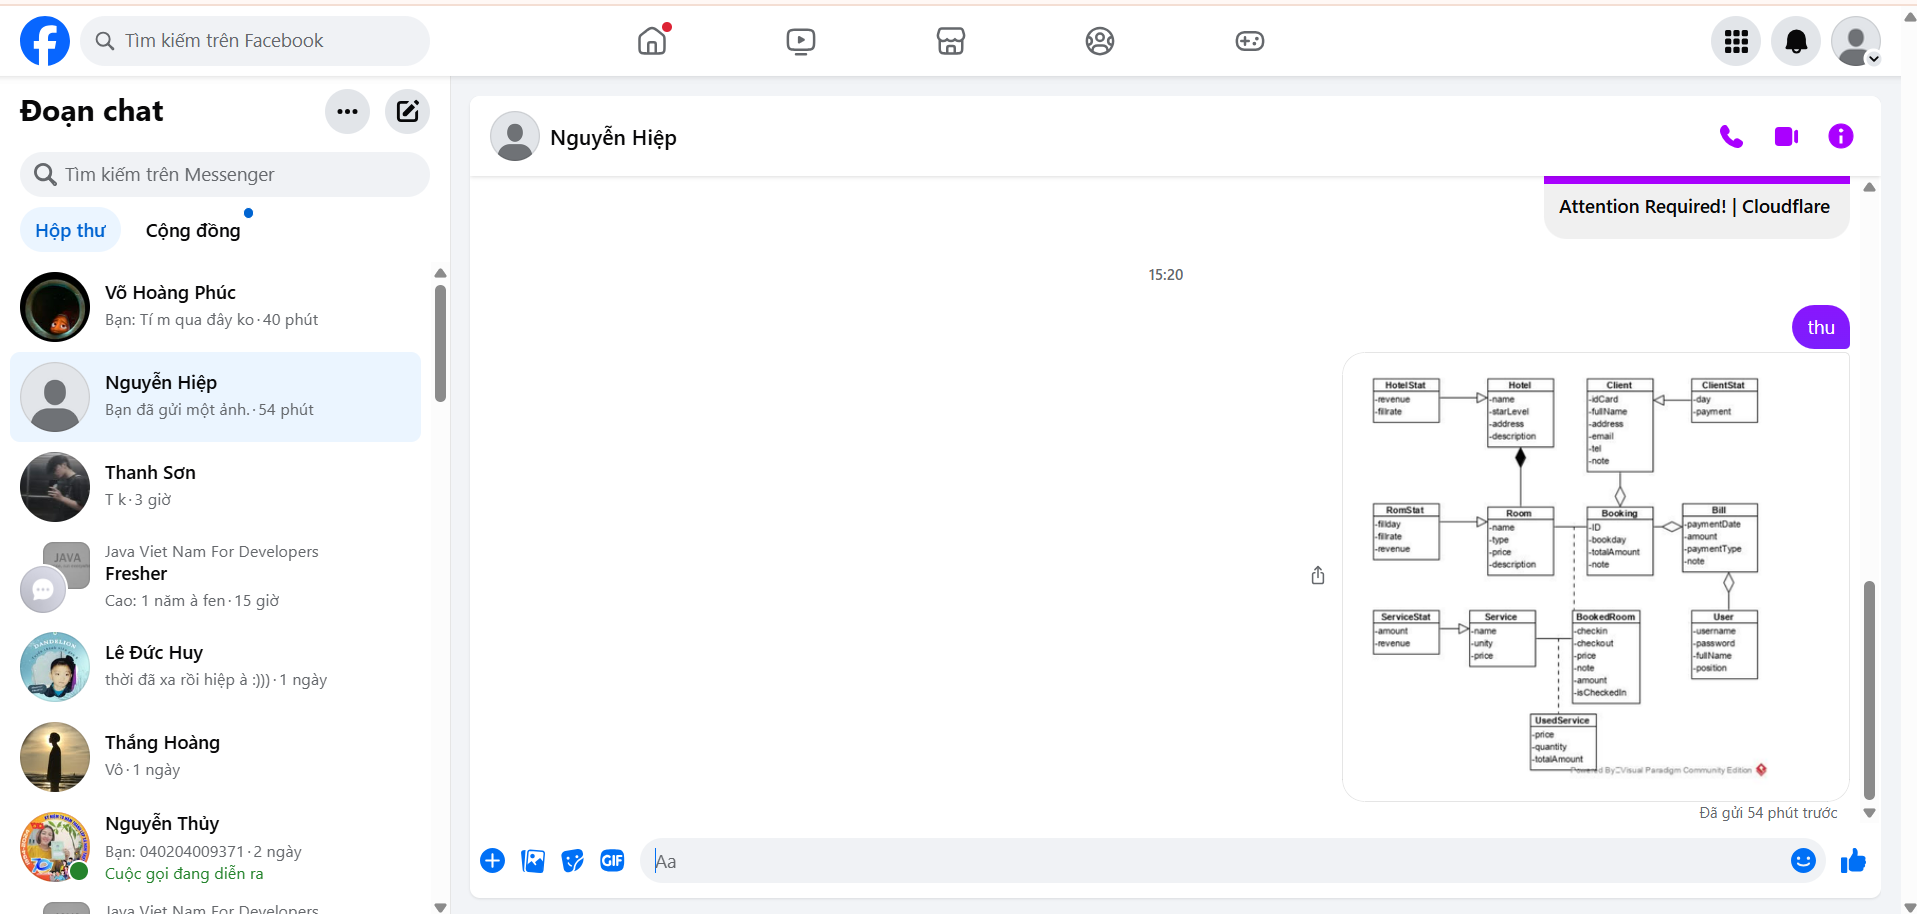 Tìm kiếm trên Facebook
Đoạn chat
Tìm kiếm trên Messenger
Hộp thư
Cộng đồng
Võ Hoàng Phúc
Bạn: Tí m qua đây ko · 40 phút
Nguyễn Hiệp
Bạn đã gửi một ảnh. · 54 phút
Thanh Sơn
T k · 3 giờ
JAVA
Java Viet Nam For Developers
Fresher
Cao: 1 năm à fen · 15 giờ
DANDELION
Lê Đức Huy
thời đã xa rồi hiệp à :))) · 1 ngày
Thắng Hoàng
Vô · 1 ngày
Nguyễn Thủy
Bạn: 040204009371 · 2 ngày
Cuộc gọi đang diễn ra
Java Viet Nam For Developers
Nguyễn Hiệp
Attention Required! | Cloudflare
15:20
thu
HotelStat
-revenue
-fillrate
Hotel
-name
-starLevel
-address
-description
Client
-idCard
-fullName
-address
-email
-tel
-note
ClientStat
-day
-payment
RomStat
-fillday
-fillrate
-revenue
Room
-name
-type
-price
-description
Booking
-ID
-bookday
-totalAmount
-note
Bill
-paymentDate
-amount
-paymentType
-note
ServiceStat
-amount
-revenue
Service
-name
-unity
-price
BookedRoom
-checkin
-checkout
-price
-note
-amount
-isCheckedIn
User
-username
-password
-fullName
-position
UsedService
-price
-quantity
-totalAmount
Powered By Visual Paradigm Community Edition
Đã gửi 54 phút trước
GIF
Aa